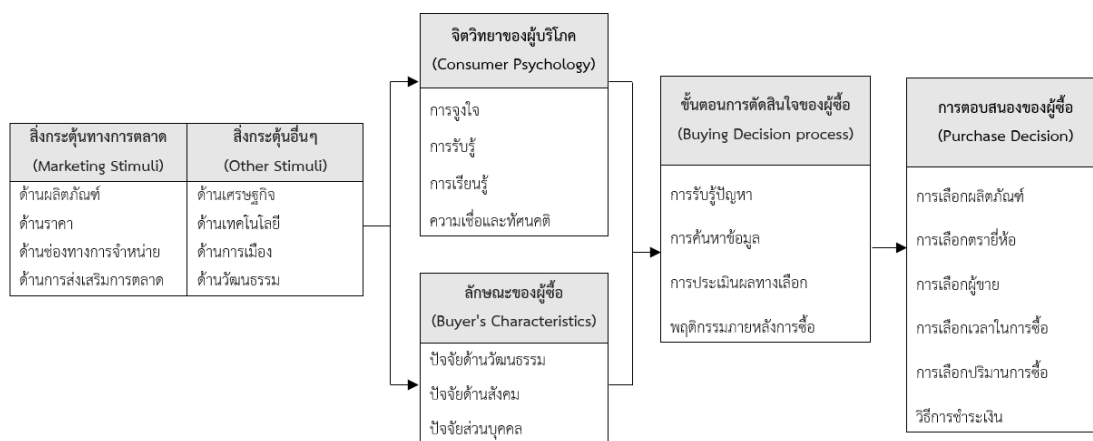 สิ่งกระตุ้นทางการตลาด
(Marketing Stimuli)
ด้านผลิตภัณฑ์
ด้านราคา
ด้านช่องทางการจำหน่าย
ด้านการส่งเสริมการตลาด
สิ่งกระตุ้นอื่นๆ
(Other Stimuli)
ด้านเศรษฐกิจ
ด้านเทคโนโลยี
ด้านการเมือง
ด้านวัฒนธรรม
จิตวิทยาของผู้บริโภค
(Consumer Psychology)
การจูงใจ
การรับรู้
การเรียนรู้
ความเชื่อและทัศนคติ
ลักษณะของผู้ซื้อ
(Buyer's Characteristics)
ปัจจัยด้านวัฒนธรรม
ปัจจัยด้านสังคม
ปัจจัยส่วนบุคคล
ขั้นตอนการตัดสินใจของผู้ซื้อ
(Buying Decision process)
การรับรู้ปัญหา
การค้นหาข้อมูล
การประเมินผลทางเลือก
พฤติกรรมภายหลังการซื้อ
การตอบสนองของผู้ซื้อ
(Purchase Decision)
การเลือกผลิตภัณฑ์
การเลือกตรายี่ห้อ
การเลือกผู้ขาย
การเลือกเวลาในการซื้อ
การเลือกปริมานการซื้อ
วิธีการชำระเงิน